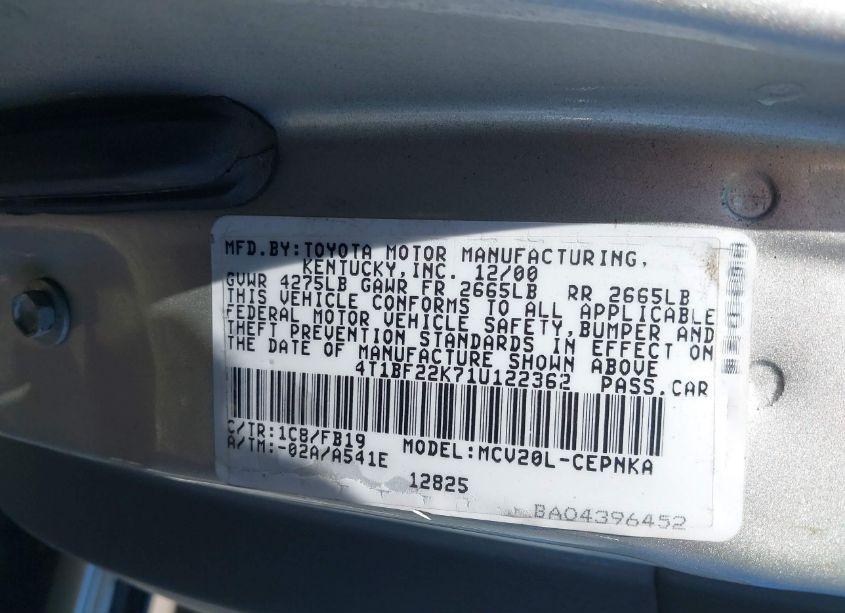 MFD.BY:TOYOTA MOTOR MANUFACTURING,
KENTUCKY,INC. 12/00
GVWR 4275LB GAWR FR 2665LB RR 2665LB
THIS VEHICLE CONFORMS TO ALL APPLICABLE
FEDERAL MOTOR VEHICLE SAFETY,BUMPER AND
THEFT PREVENTION STANDARDS IN EFFECT ON
THE DATE OF MANUFACTURE SHOWN ABOVE
4T1BF22K71U122362 PASS.CAR
C/TR:1C8/FB19 MODEL:MCV20L-CEPNKA
A/TM:-02A/A541E
12825
BA04396452